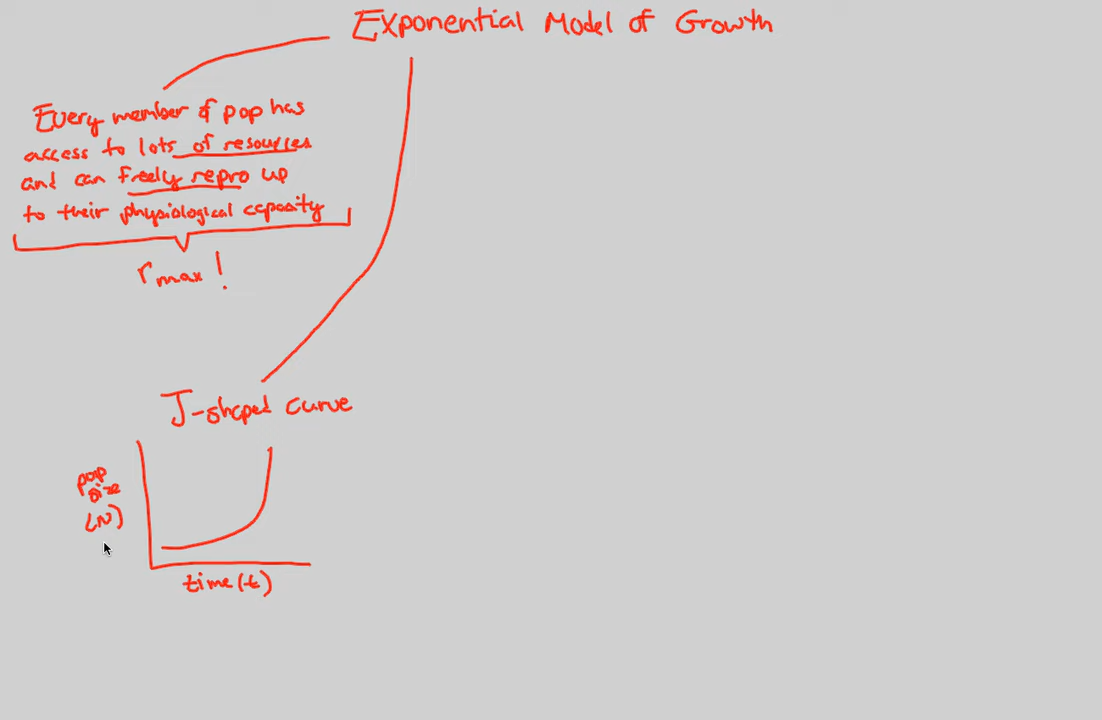 Exponential Model of Growth
Every member of pop has
access to lots of resources
and can freely repro up
to their physiological capacity
rmax!
J-shaped curve
pop
size
(N)
time(t)